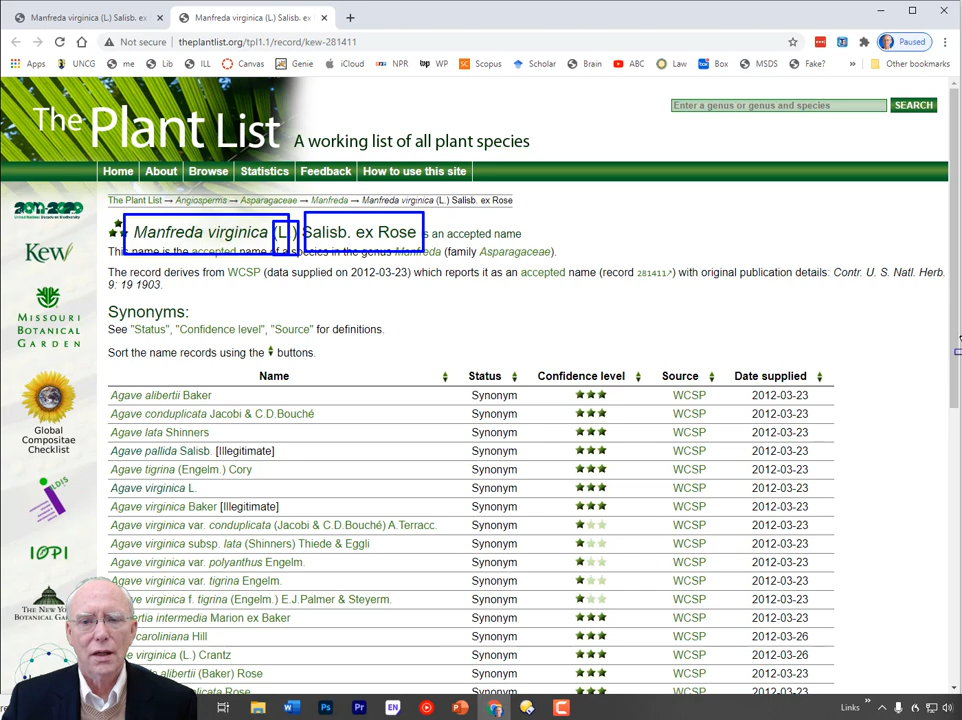 Manfreda virginica (L.) Salisb. ex
Manfreda virginica (L.) Salisb. ex
Not secure
theplantlist.org/tpl1.1/record/kew-281411
Paused
Apps
UNCG
me
Lib
ILL
Canvas
Genie
iCloud
NPR
WP
Scopus
Scholar
Brain
ABC
Law
Box
MSDS
Fake?
»
Other bookmarks
The Plant List A working list of all plant species
Enter a genus or genus and species
SEARCH
Home
About
Browse
Statistics
Feedback
How to use this site
The Plant List → Angiosperms → Asparagaceae → Manfreda → Manfreda virginica (L.) Salisb. ex Rose
Manfreda virginica (L.) Salisb. ex Rose is an accepted name
This name is the accepted name of a species in the genus Manfreda (family Asparagaceae).
The record derives from WCSP (data supplied on 2012-03-23) which reports it as an accepted name (record 281411) with original publication details: Contr. U. S. Natl. Herb.
9: 19 1903.
Synonyms:
See "Status", "Confidence level", "Source" for definitions.
Sort the name records using the buttons.
Name Status Confidence level Source Date supplied
Agave alibertii Baker Synonym WCSP 2012-03-23
Agave conduplicata Jacobi & C.D.Bouché Synonym WCSP 2012-03-23
Agave lata Shinners Synonym WCSP 2012-03-23
Agave pallida Salisb. [Illegitimate] Synonym WCSP 2012-03-23
Agave tigrina (Engelm.) Cory Synonym WCSP 2012-03-23
Agave virginica L. Synonym WCSP 2012-03-23
Agave virginica Baker [Illegitimate] Synonym WCSP 2012-03-23
Agave virginica var. conduplicata (Jacobi & C.D.Bouché) A.Terracc. Synonym WCSP 2012-03-23
Agave virginica subsp. lata (Shinners) Thiede & Eggli Synonym WCSP 2012-03-23
Agave virginica var. polyanthus Engelm. Synonym WCSP 2012-03-23
Agave virginica var. tigrina Engelm. Synonym WCSP 2012-03-23
Agave virginica f. tigrina (Engelm.) E.J.Palmer & Steyerm. Synonym WCSP 2012-03-23
intermedia Marion ex Baker Synonym WCSP 2012-03-23
caroliniana Hill Synonym WCSP 2012-03-26
virginica (L.) Crantz Synonym WCSP 2012-03-26
alibertii (Baker) Rose Synonym WCSP 2012-03-23
Rose Synonym WCSP 2012-03-23
2011-2020
Kew
MISSOURI
BOTANICAL
GARDEN
Global
Compositae
Checklist
ILDIS
IOPI
BOTANICAL
Links
»
EN